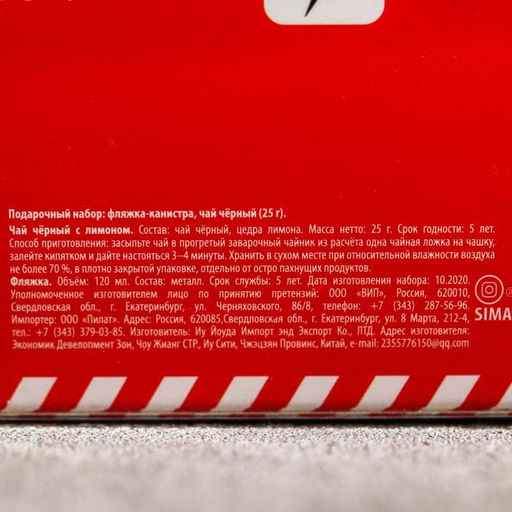 Подарочный набор: фляжка-канистра, чай чёрный (25 г).
Чай чёрный с лимоном. Состав: чай чёрный, цедра лимона. Масса нетто: 25 г. Срок годности: 5 лет.
Способ приготовления: засыпьте чай в прогретый заварочный чайник из расчёта одна чайная ложка на чашку,
залейте кипятком и дайте настояться 3–4 минуты. Хранить в сухом месте при относительной влажности воздуха
не более 70 %, в плотно закрытой упаковке, отдельно от остро пахнущих продуктов.
Фляжка. Объём: 120 мл. Состав: металл. Срок службы: 5 лет. Дата изготовления набора: 10.2020.
Уполномоченное изготовителем лицо по принятию претензий: ООО «ВИП», Россия, 620010,
Свердловская обл., г. Екатеринбург, ул. Черняховского, 86/8, телефон: +7 (343) 287-56-96.
Импортер: ООО «Пилат». Адрес: Россия, 620085,Свердловская обл., г. Екатеринбург, ул. 8 Марта, 212-4,
тел.: +7 (343) 379-03-85. Изготовитель: Иу Йоуда Импорт энд Экспорт Ко., ЛТД. Адрес изготовителя:
Экономик Девелопмент Зон, Чоу Жианг СТР, Иу Сити, Чжэцзян Провинс, Китай, e-mail: 2355776150@qq.com
SIMA